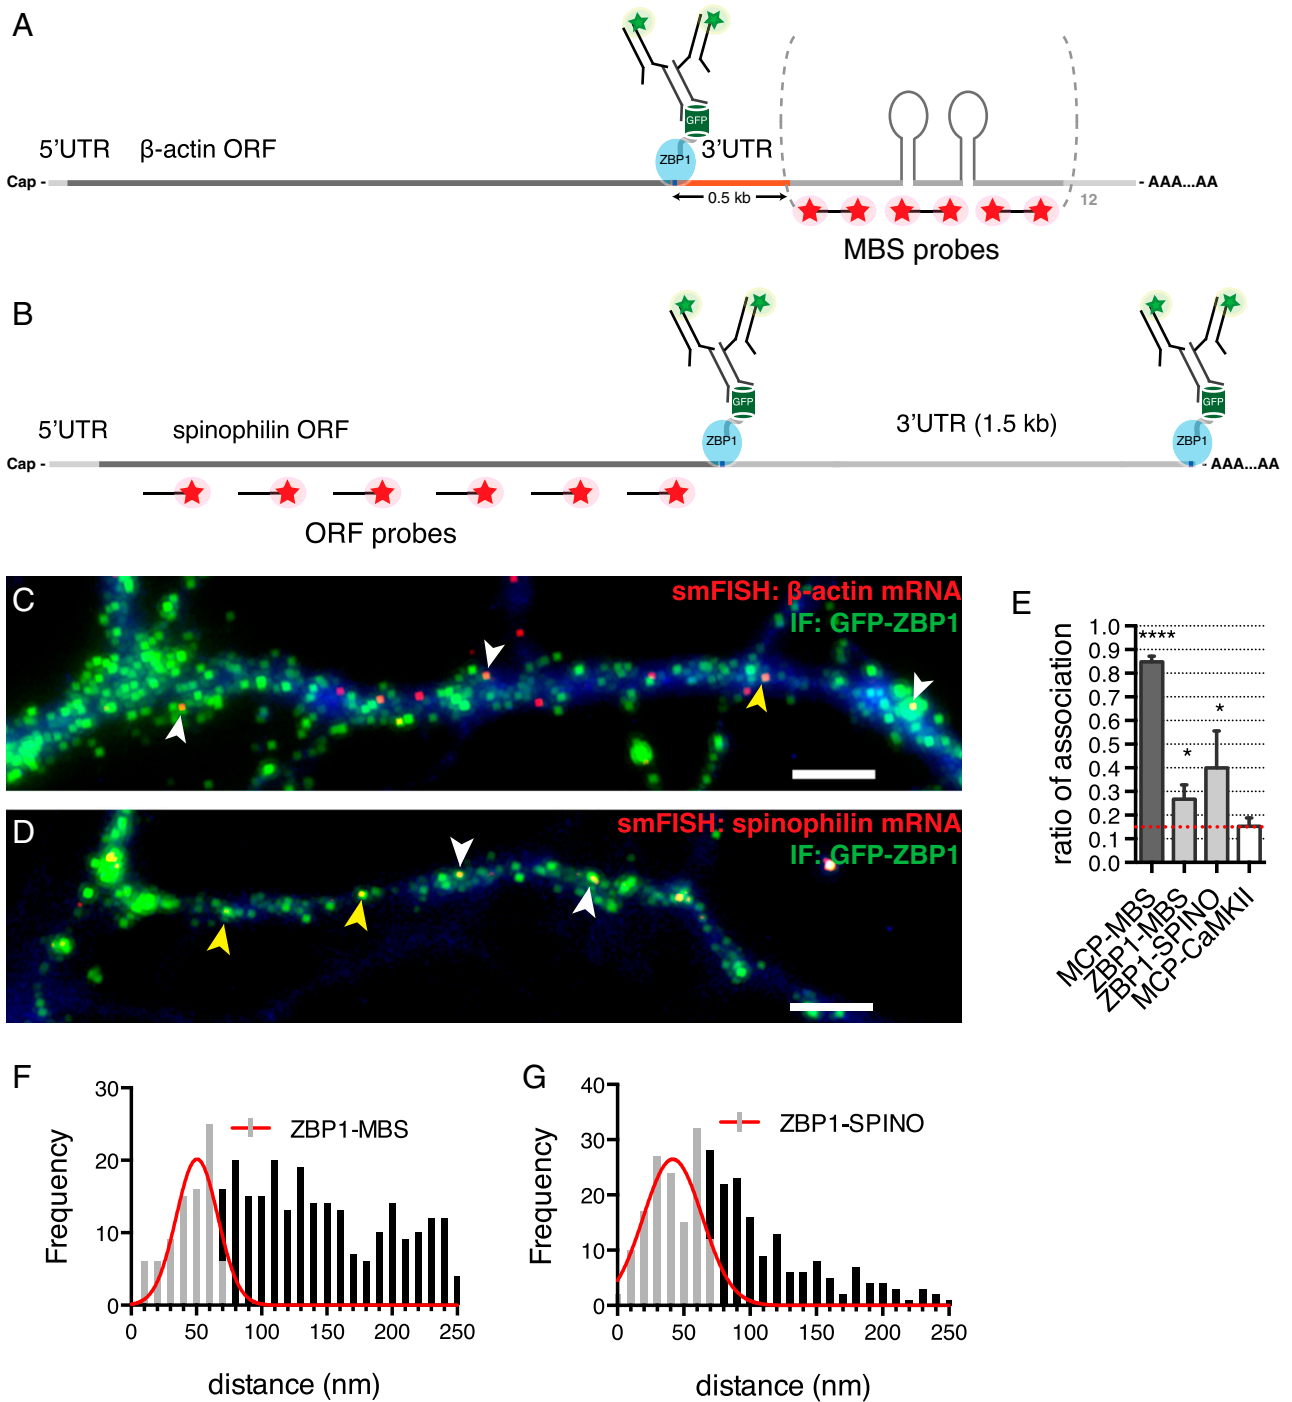 A
GFP
5'UTR β-actin ORF ZBP1 3'UTR
Cap - - AAA...AA
0.5 kb 12
MBS probes
B
GFP GFP
5'UTR spinophilin ORF ZBP1 3'UTR (1.5 kb) ZBP1
Cap - - AAA...AA
ORF probes
C
smFISH: β-actin mRNA
IF: GFP-ZBP1
D
smFISH: spinophilin mRNA
IF: GFP-ZBP1
E
ratio of association
1.0
0.9
0.8
0.7
0.6
0.5
0.4
0.3
0.2
0.1
0.0
****
*
*
MCP-MBS
ZBP1-MBS
ZBP1-SPINO
MCP-CaMKII
F
Frequency
30
20
10
0
ZBP1-MBS
0 50 100 150 200 250
distance (nm)
G
Frequency
40
30
20
10
0
ZBP1-SPINO
0 50 100 150 200 250
distance (nm)